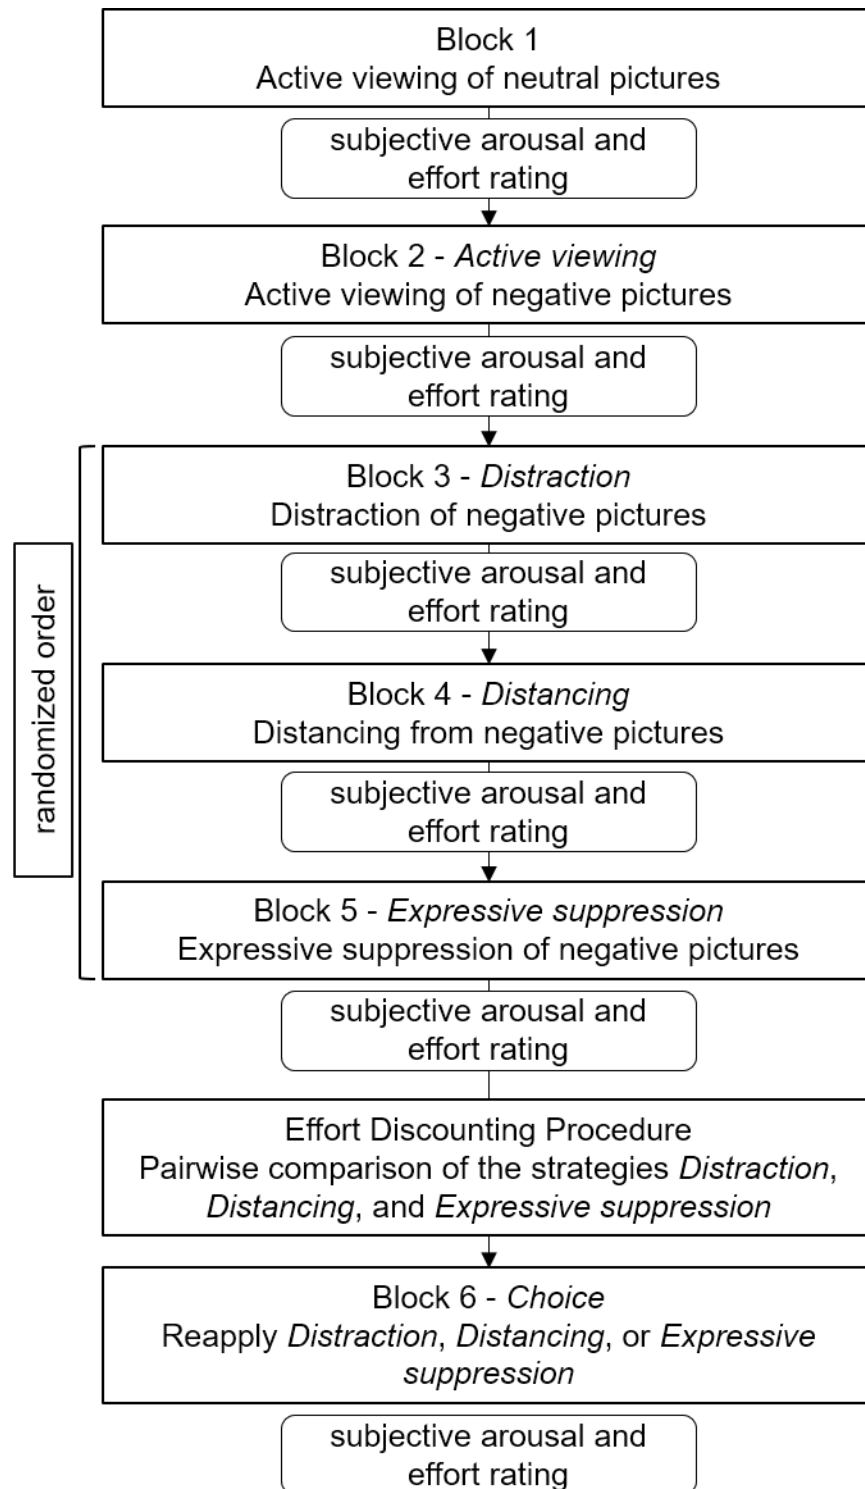 Block 1
Active viewing of neutral pictures
subjective arousal and
effort rating
Block 2 - Active viewing
Active viewing of negative pictures
subjective arousal and
effort rating
randomized order
Block 3 - Distraction
Distraction of negative pictures
subjective arousal and
effort rating
Block 4 - Distancing
Distancing from negative pictures
subjective arousal and
effort rating
Block 5 - Expressive suppression
Expressive suppression of negative pictures
subjective arousal and
effort rating
Effort Discounting Procedure
Pairwise comparison of the strategies Distraction,
Distancing, and Expressive suppression
Block 6 - Choice
Reapply Distraction, Distancing, or Expressive
suppression
subjective arousal and
effort rating